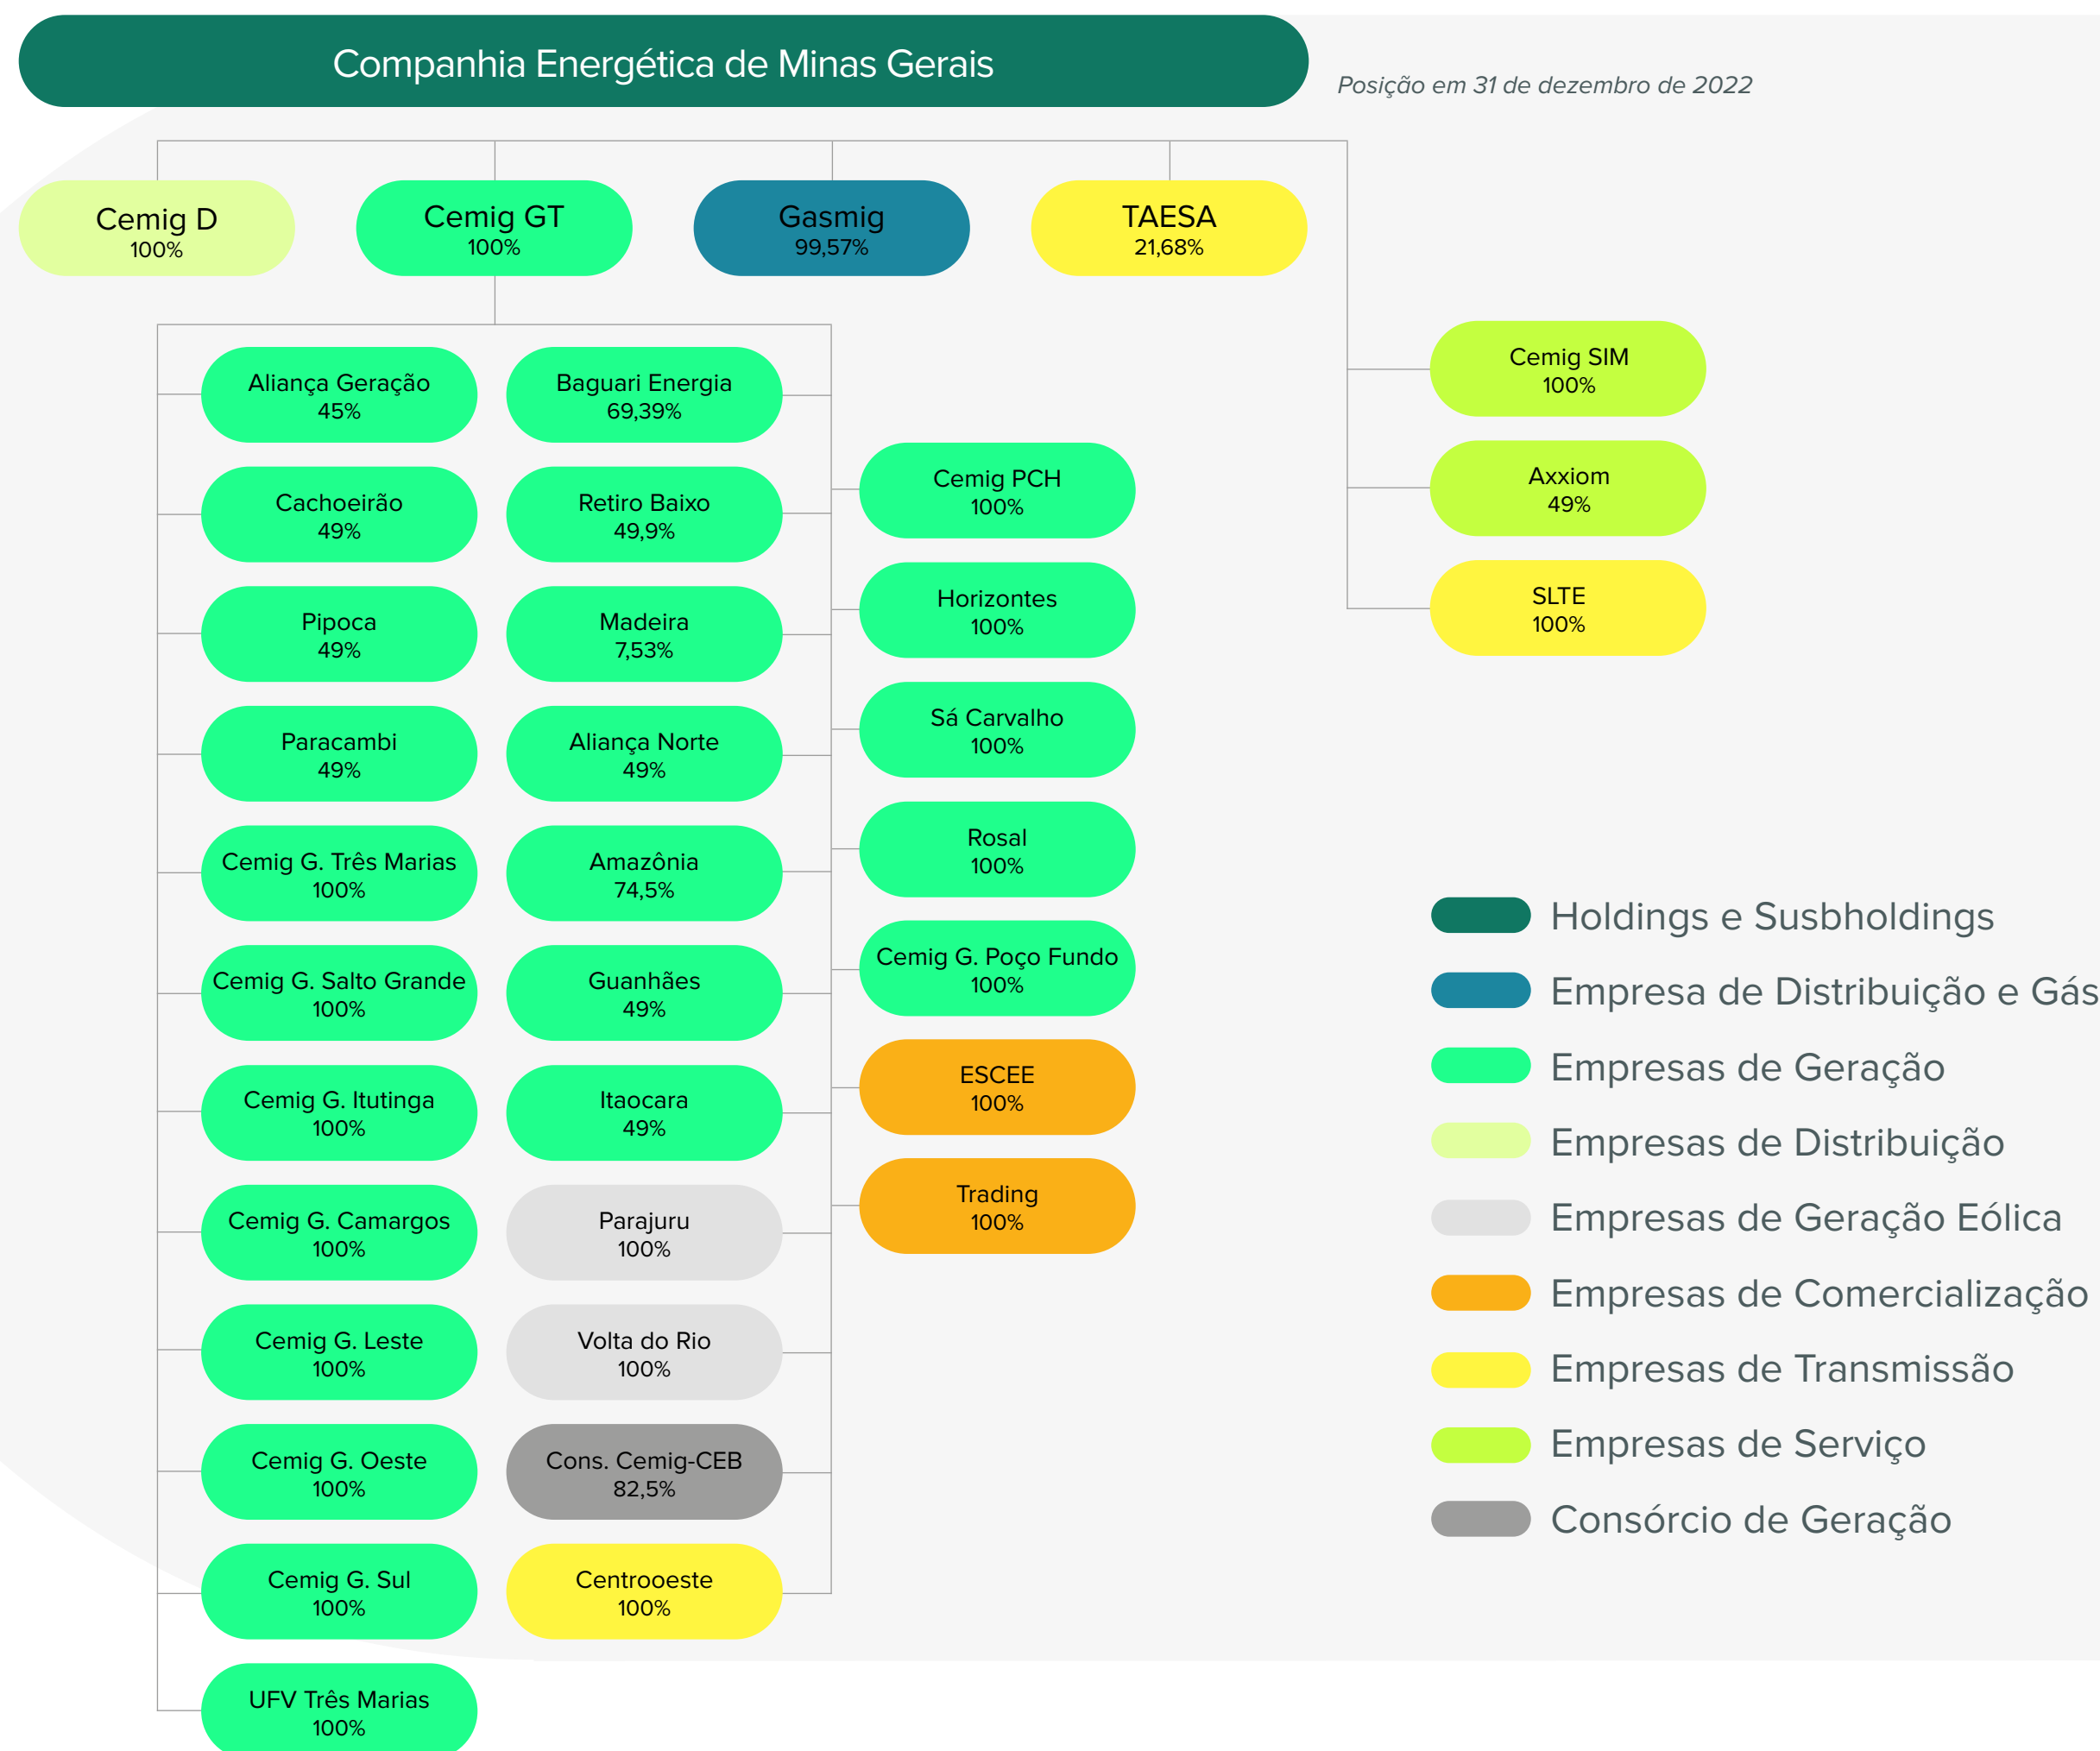 Companhia Energética de Minas Gerais
Posição em 31 de dezembro de 2022
Cemig D
100%
Cemig GT
100%
Gasmig
99,57%
TAESA
21,68%
Aliança Geração
45%
Cachoeirão
49%
Pipoca
49%
Paracambi
49%
Cemig G. Três Marias
100%
Cemig G. Salto Grande
100%
Cemig G. Itutinga
100%
Cemig G. Camargos
100%
Cemig G. Leste
100%
Cemig G. Oeste
100%
Cemig G. Sul
100%
UFV Três Marias
100%
Baguari Energia
69,39%
Retiro Baixo
49,9%
Madeira
7,53%
Aliança Norte
49%
Amazônia
74,5%
Guanhães
49%
Itaocara
49%
Parajuru
100%
Volta do Rio
100%
Cons. Cemig-CEB
82,5%
Centrooeste
100%
Cemig PCH
100%
Horizontes
100%
Sá Carvalho
100%
Rosal
100%
Cemig G. Poço Fundo
100%
ESCEE
100%
Trading
100%
Cemig SIM
100%
Axxiom
49%
SLTE
100%
Holdings e Susbholdings
Empresa de Distribuição e Gás
Empresas de Geração
Empresas de Distribuição
Empresas de Geração Eólica
Empresas de Comercialização
Empresas de Transmissão
Empresas de Serviço
Consórcio de Geração